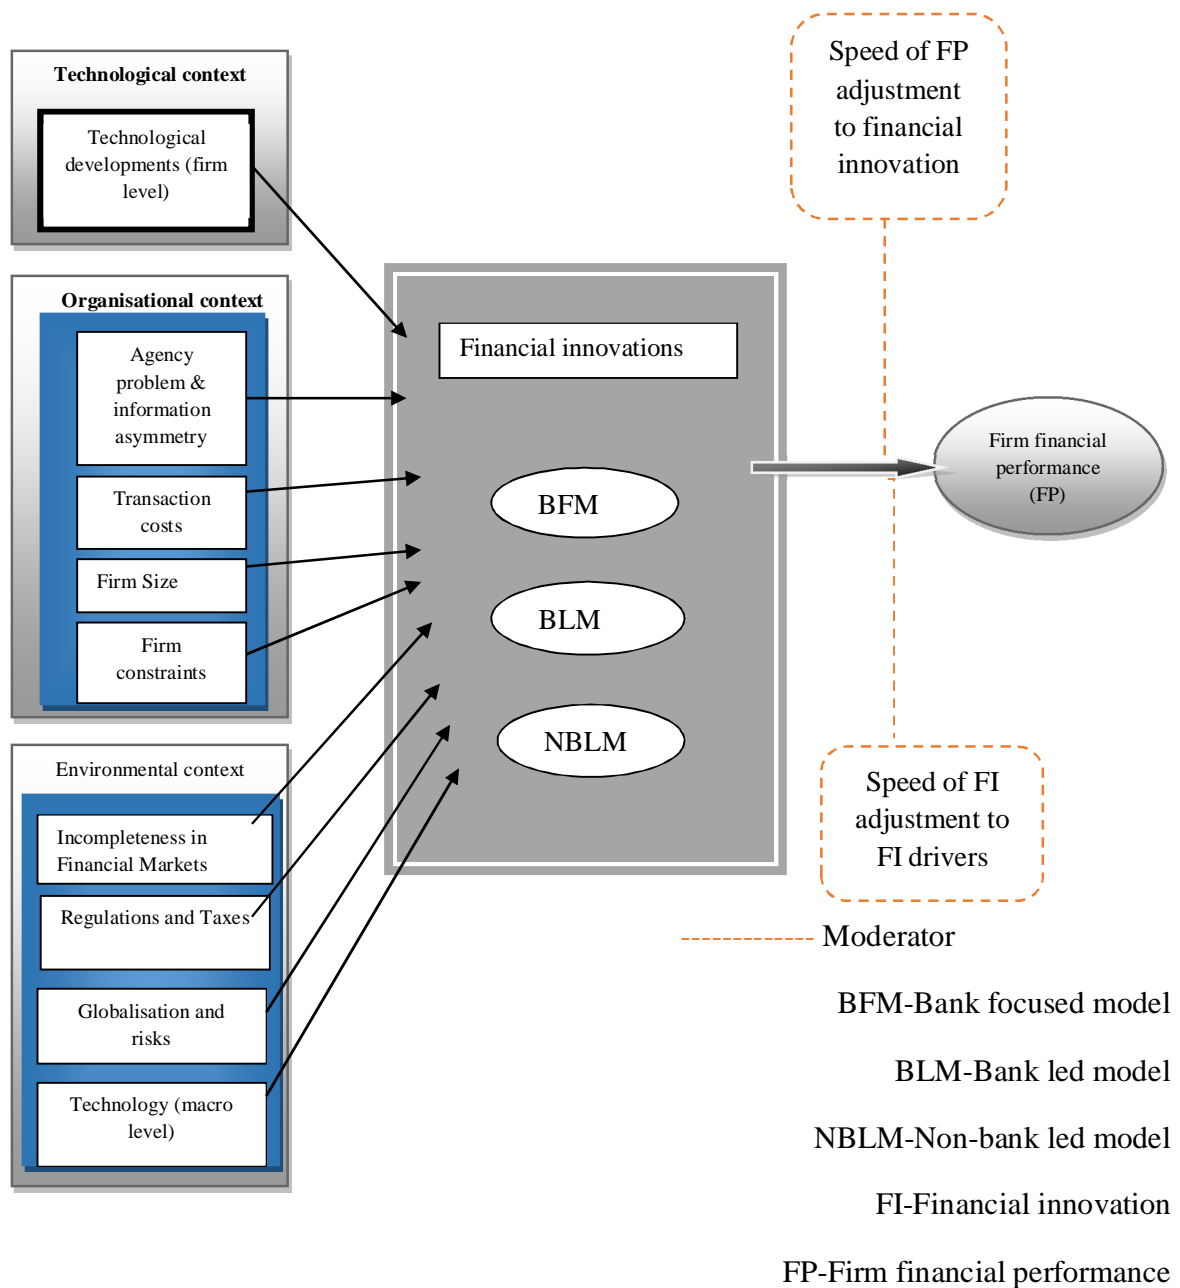 Technological context
Technological
developments (firm
level)
Organisational context
Agency
problem &
information
asymmetry
Transaction
costs
Firm Size
Firm
constraints
Environmental context
Incompleteness in
Financial Markets
Regulations and Taxes
Globalisation and
risks
Technology (macro
level)
Financial innovations
BFM
BLM
NBLM
Speed of FP
adjustment
to financial
innovation
Firm financial
performance
(FP)
Speed of FI
adjustment to
FI drivers
Moderator
BFM-Bank focused model
BLM-Bank led model
NBLM-Non-bank led model
FI-Financial innovation
FP-Firm financial performance